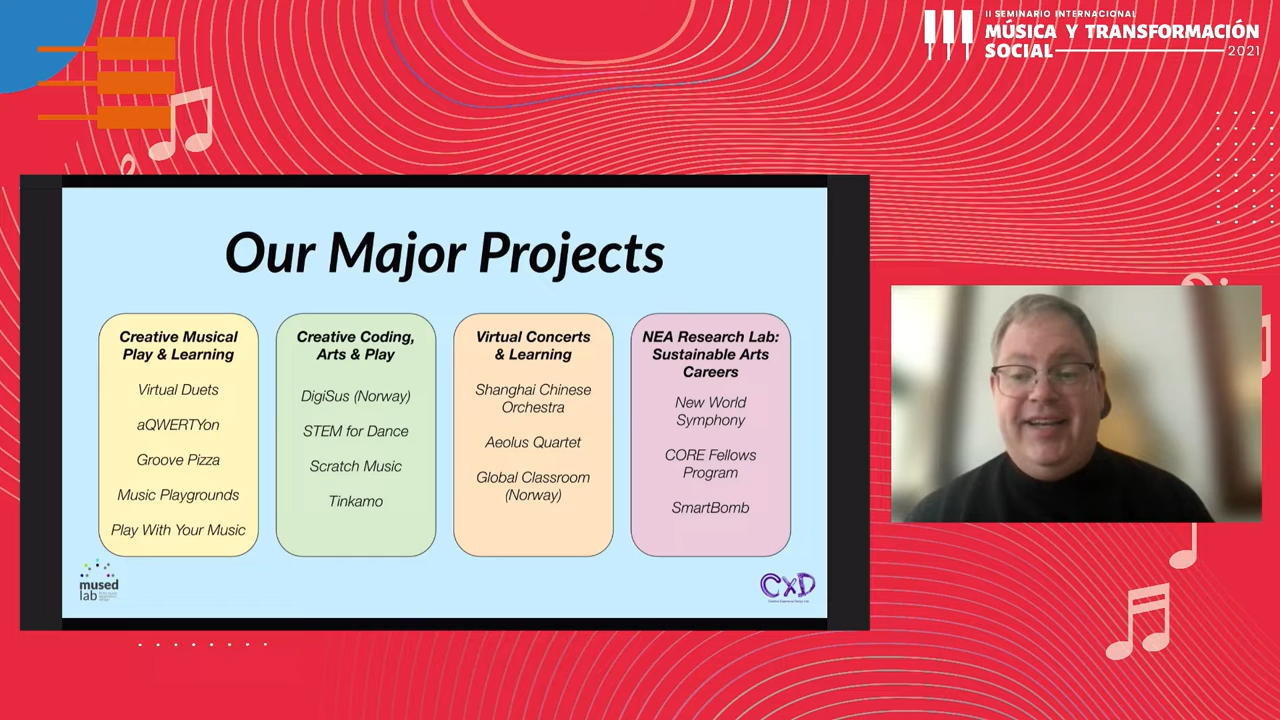 II SEMINARIO INTERNACIONAL
MÚSICA Y TRANSFORMACIÓN
SOCIAL
2021
Our Major Projects
Creative Musical
Play & Learning
Virtual Duets
aQWERTYon
Groove Pizza
Music Playgrounds
Play With Your Music
Creative Coding,
Arts & Play
DigiSus (Norway)
STEM for Dance
Scratch Music
Tinkamo
Virtual Concerts
& Learning
Shanghai Chinese
Orchestra
Aeolus Quartet
Global Classroom
(Norway)
NEA Research Lab:
Sustainable Arts
Careers
New World
Symphony
CORE Fellows
Program
SmartBomb
mused
lab
CxD